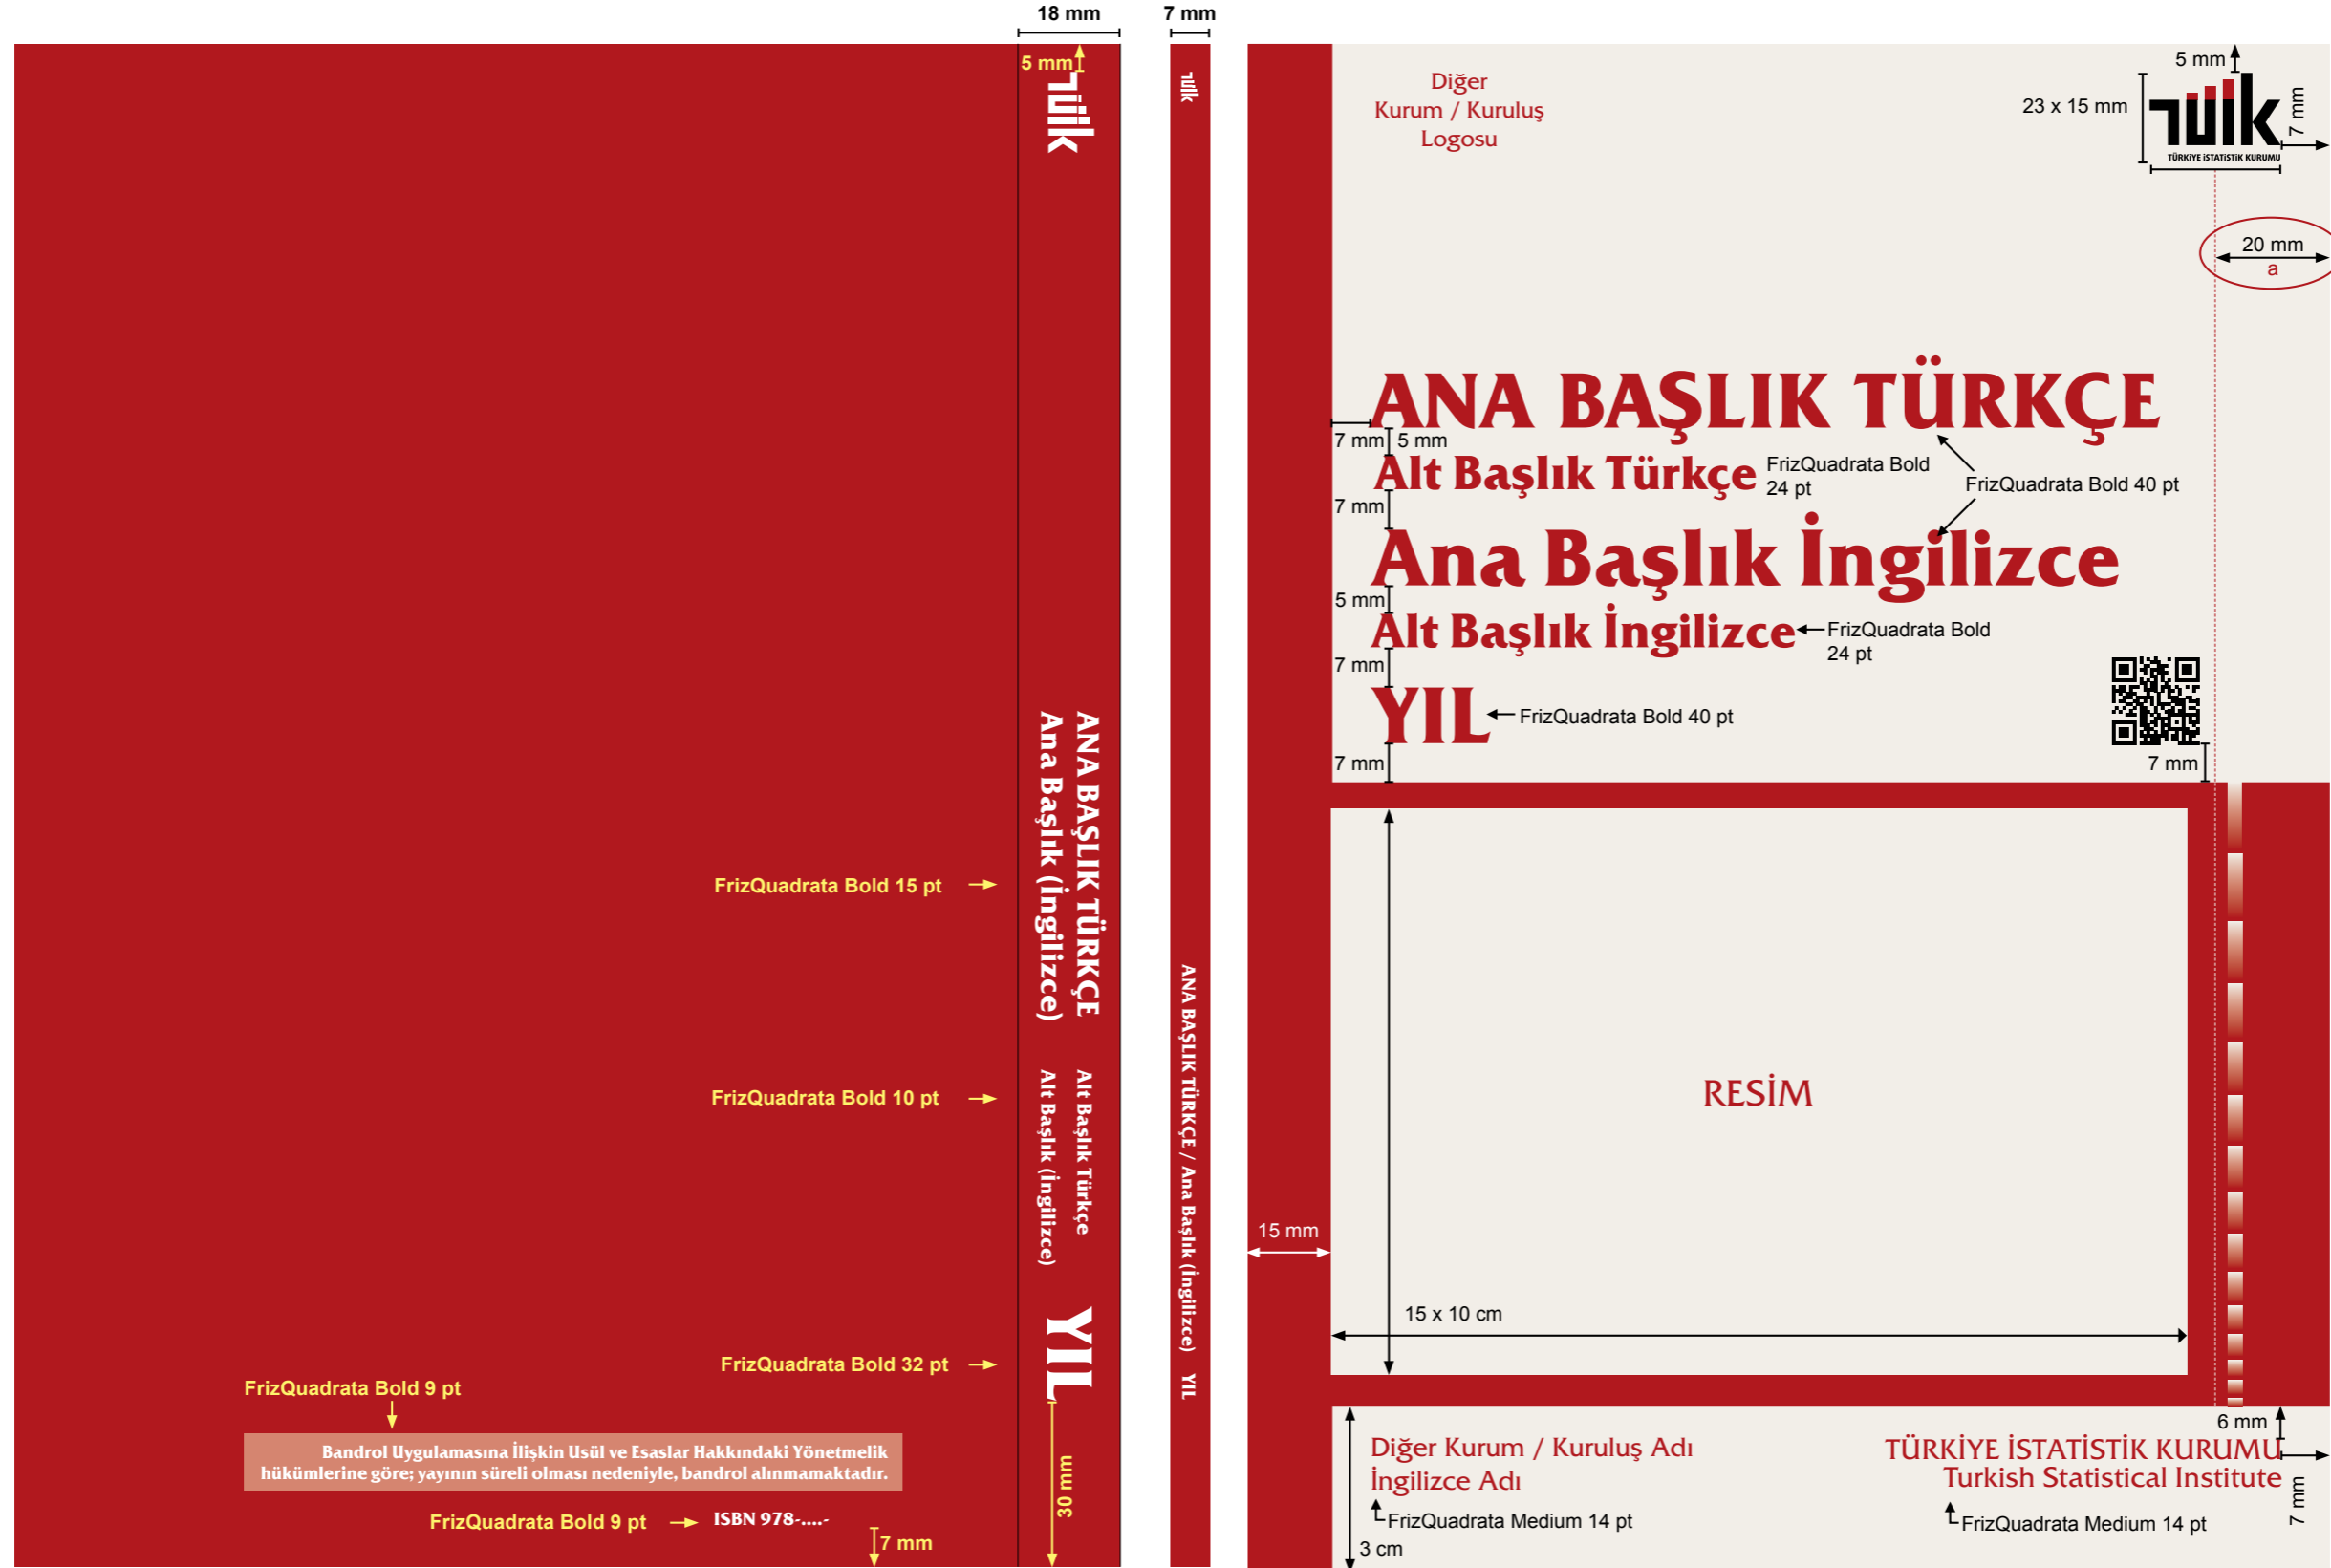 18 mm
7 mm
5 mm
TÜİK
FrizQuadrata Bold 15 pt
ANA BAŞLIK TÜRKÇE
Ana Başlık (İngilizce)
FrizQuadrata Bold 10 pt
Alt Başlık Türkçe
Alt Başlık (İngilizce)
FrizQuadrata Bold 32 pt
YIL
30 mm
FrizQuadrata Bold 9 pt
Bandrol Uygulamasına İlişkin Usül ve Esaslar Hakkındaki Yönetmelik
hükümlerine göre; yayının süreli olması nedeniyle, bandrol alınmamaktadır.
FrizQuadrata Bold 9 pt
ISBN 978-....-
7 mm
TÜİK
ANA BAŞLIK TÜRKÇE / Ana Başlık (İngilizce) YIL
Diğer
Kurum / Kuruluş
Logosu
5 mm
23 x 15 mm
TÜİK
TÜRKİYE İSTATİSTİK KURUMU
7 mm
20 mm
a
ANA BAŞLIK TÜRKÇE
7 mm
5 mm
Alt Başlık Türkçe
FrizQuadrata Bold
24 pt
FrizQuadrata Bold 40 pt
7 mm
Ana Başlık İngilizce
5 mm
Alt Başlık İngilizce
FrizQuadrata Bold
24 pt
7 mm
YIL
FrizQuadrata Bold 40 pt
7 mm
7 mm
RESİM
15 mm
15 x 10 cm
6 mm
Diğer Kurum / Kuruluş Adı
İngilizce Adı
FrizQuadrata Medium 14 pt
3 cm
TÜRKİYE İSTATİSTİK KURUMU
Turkish Statistical Institute
FrizQuadrata Medium 14 pt
7 mm